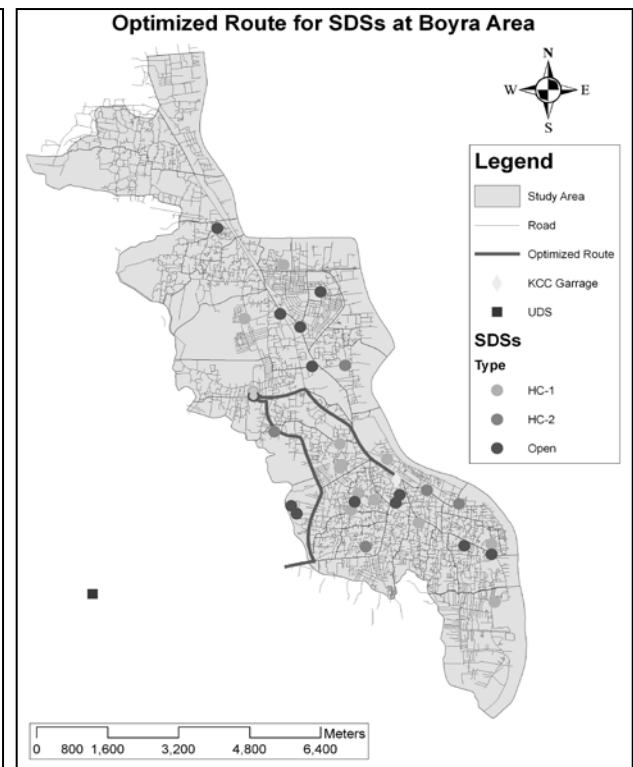 Optimized Route for SDSs at Boyra Area
N
W E
S
Legend
Study Area
Road
Optimized Route
KCC Garrage
UDS
SDSs
Type
HC-1
HC-2
Open
Meters
0 800 1,600 3,200 4,800 6,400